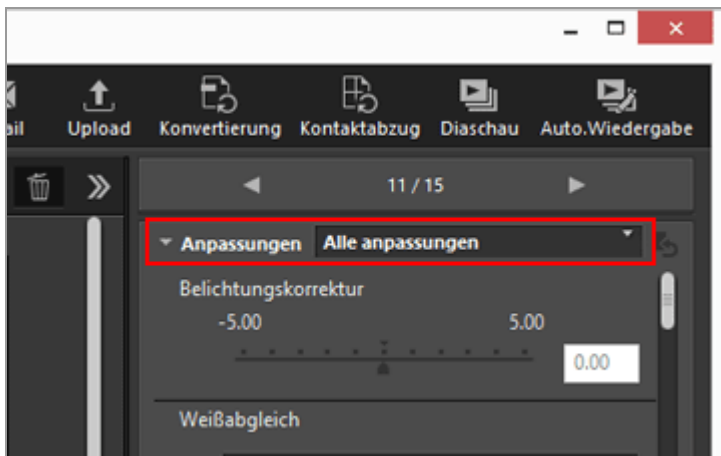 ail Upload Konvertierung Kontaktabzug Diaschau Auto.Wiedergabe
11 / 15
Anpassungen Alle anpassungen
Belichtungskorrektur
-5.00 5.00
0.00
Weißabgleich